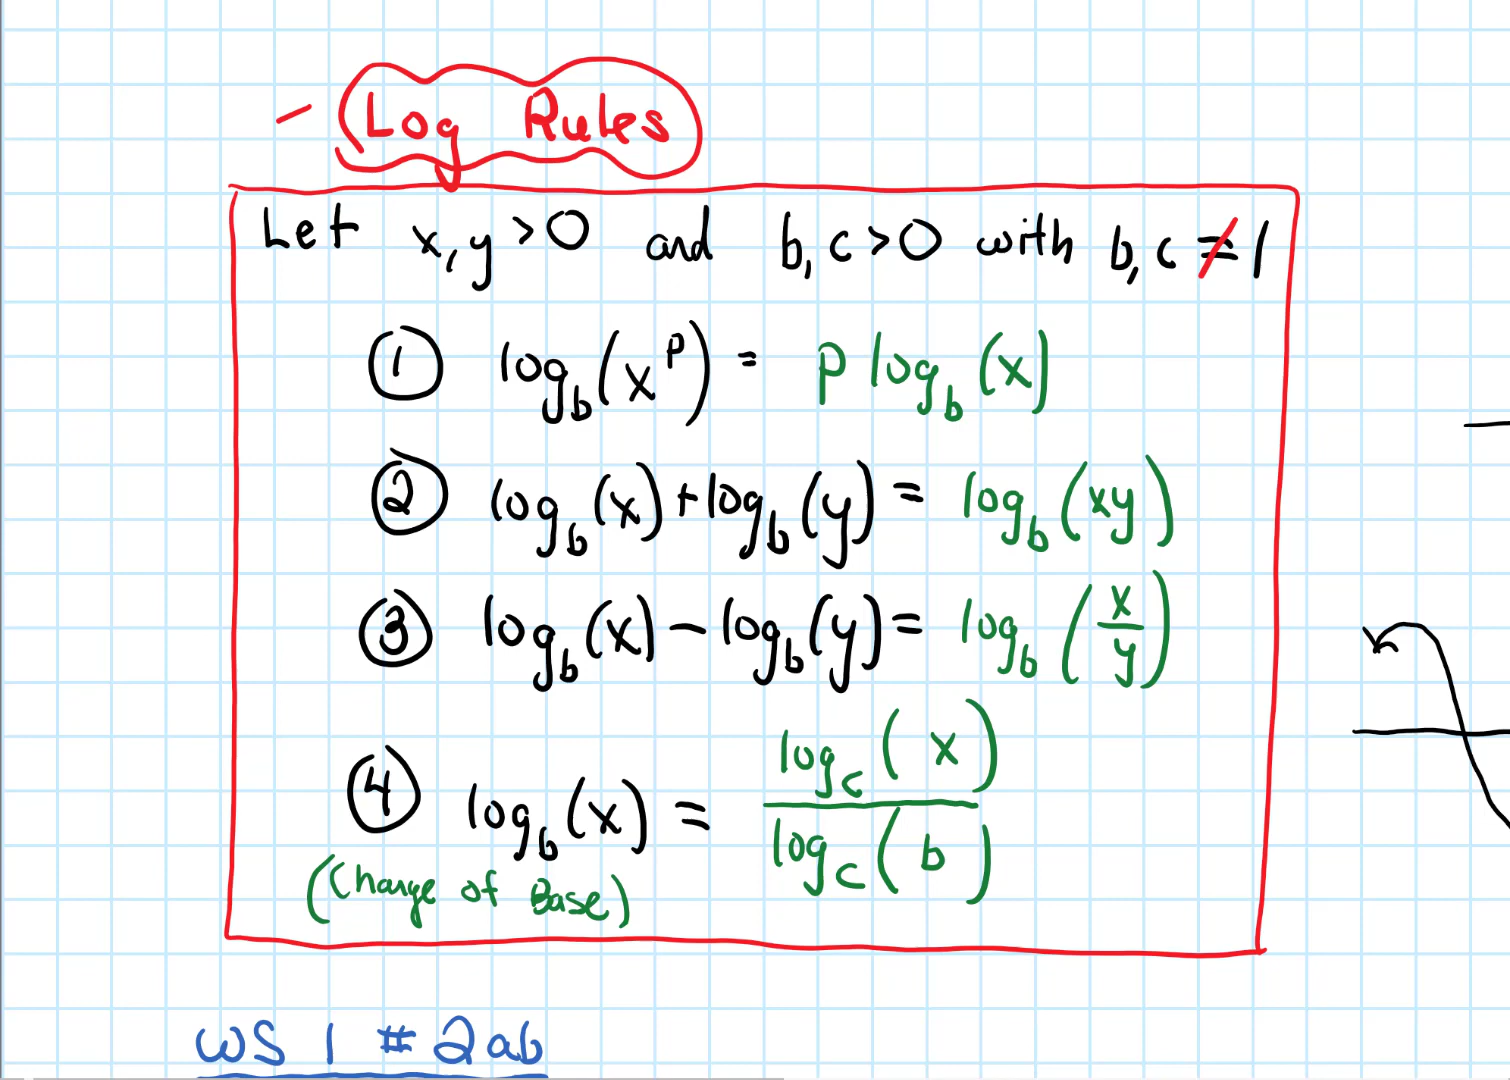 - Log Rules
Let x, y > 0 and b, c > 0 with b, c ≠ 1
① log_b(x^p) = p log_b(x)
② log_b(x) + log_b(y) = log_b(xy)
③ log_b(x) - log_b(y) = log_b(x/y)
④ log_b(x) = log_c(x) / log_c(b)
(Change of Base)
WS 1 # 2ab